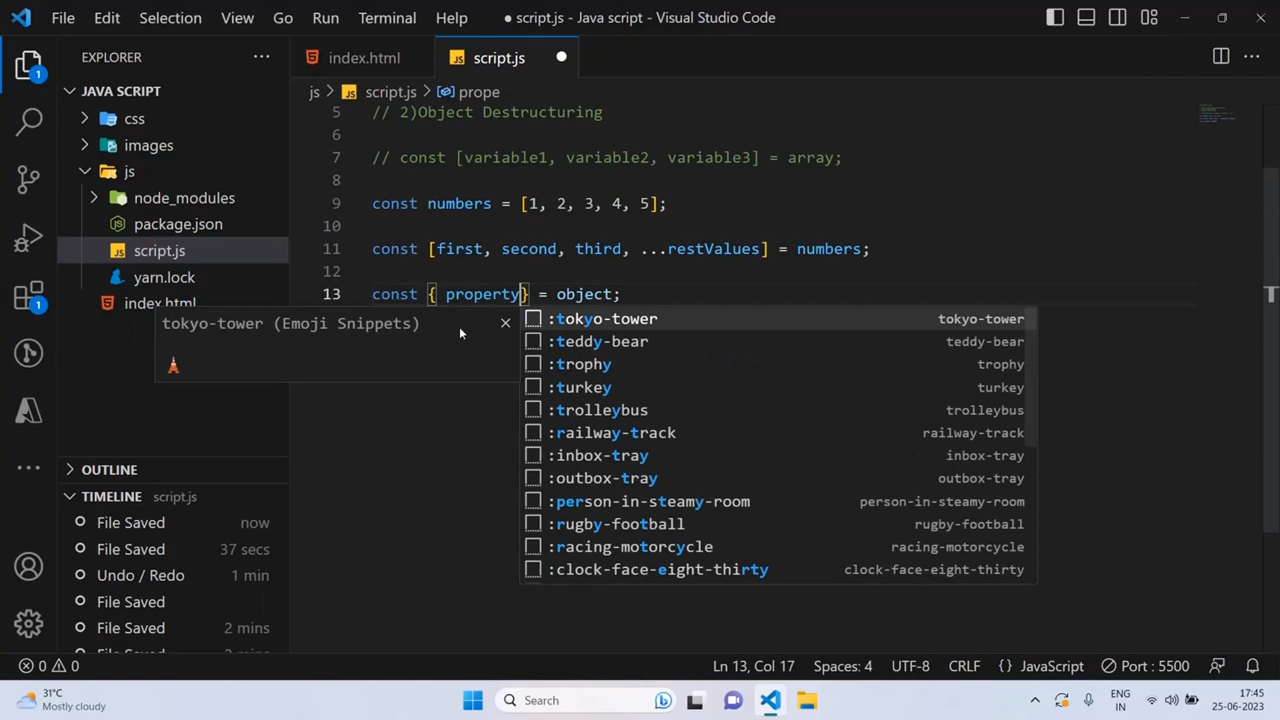 File Edit Selection View Go Run Terminal Help ● script.js - Java script - Visual Studio Code
EXPLORER ...
index.html
JS script.js
JAVA SCRIPT
css
images
js
node_modules
package.json
script.js
yarn.lock
index.html
OUTLINE
TIMELINE script.js
File Saved now
File Saved 37 secs
Undo / Redo 1 min
File Saved
File Saved 2 mins
js > JS script.js > prope
5 // 2)Object Destructuring
6
7 // const [variable1, variable2, variable3] = array;
8
9 const numbers = [1, 2, 3, 4, 5];
10
11 const [first, second, third, ...restValues] = numbers;
12
13 const { property} = object;
tokyo-tower (Emoji Snippets)
:tokyo-tower tokyo-tower
:teddy-bear teddy-bear
:trophy trophy
:turkey turkey
:trolleybus trolleybus
:railway-track railway-track
:inbox-tray inbox-tray
:outbox-tray outbox-tray
:person-in-steamy-room person-in-steamy-room
:rugby-football rugby-football
:racing-motorcycle racing-motorcycle
:clock-face-eight-thirty clock-face-eight-thirty
0 0 Ln 13, Col 17 Spaces: 4 UTF-8 CRLF {} JavaScript Port : 5500
31°C
Mostly cloudy
Search
ENG
IN
17:45
25-06-2023